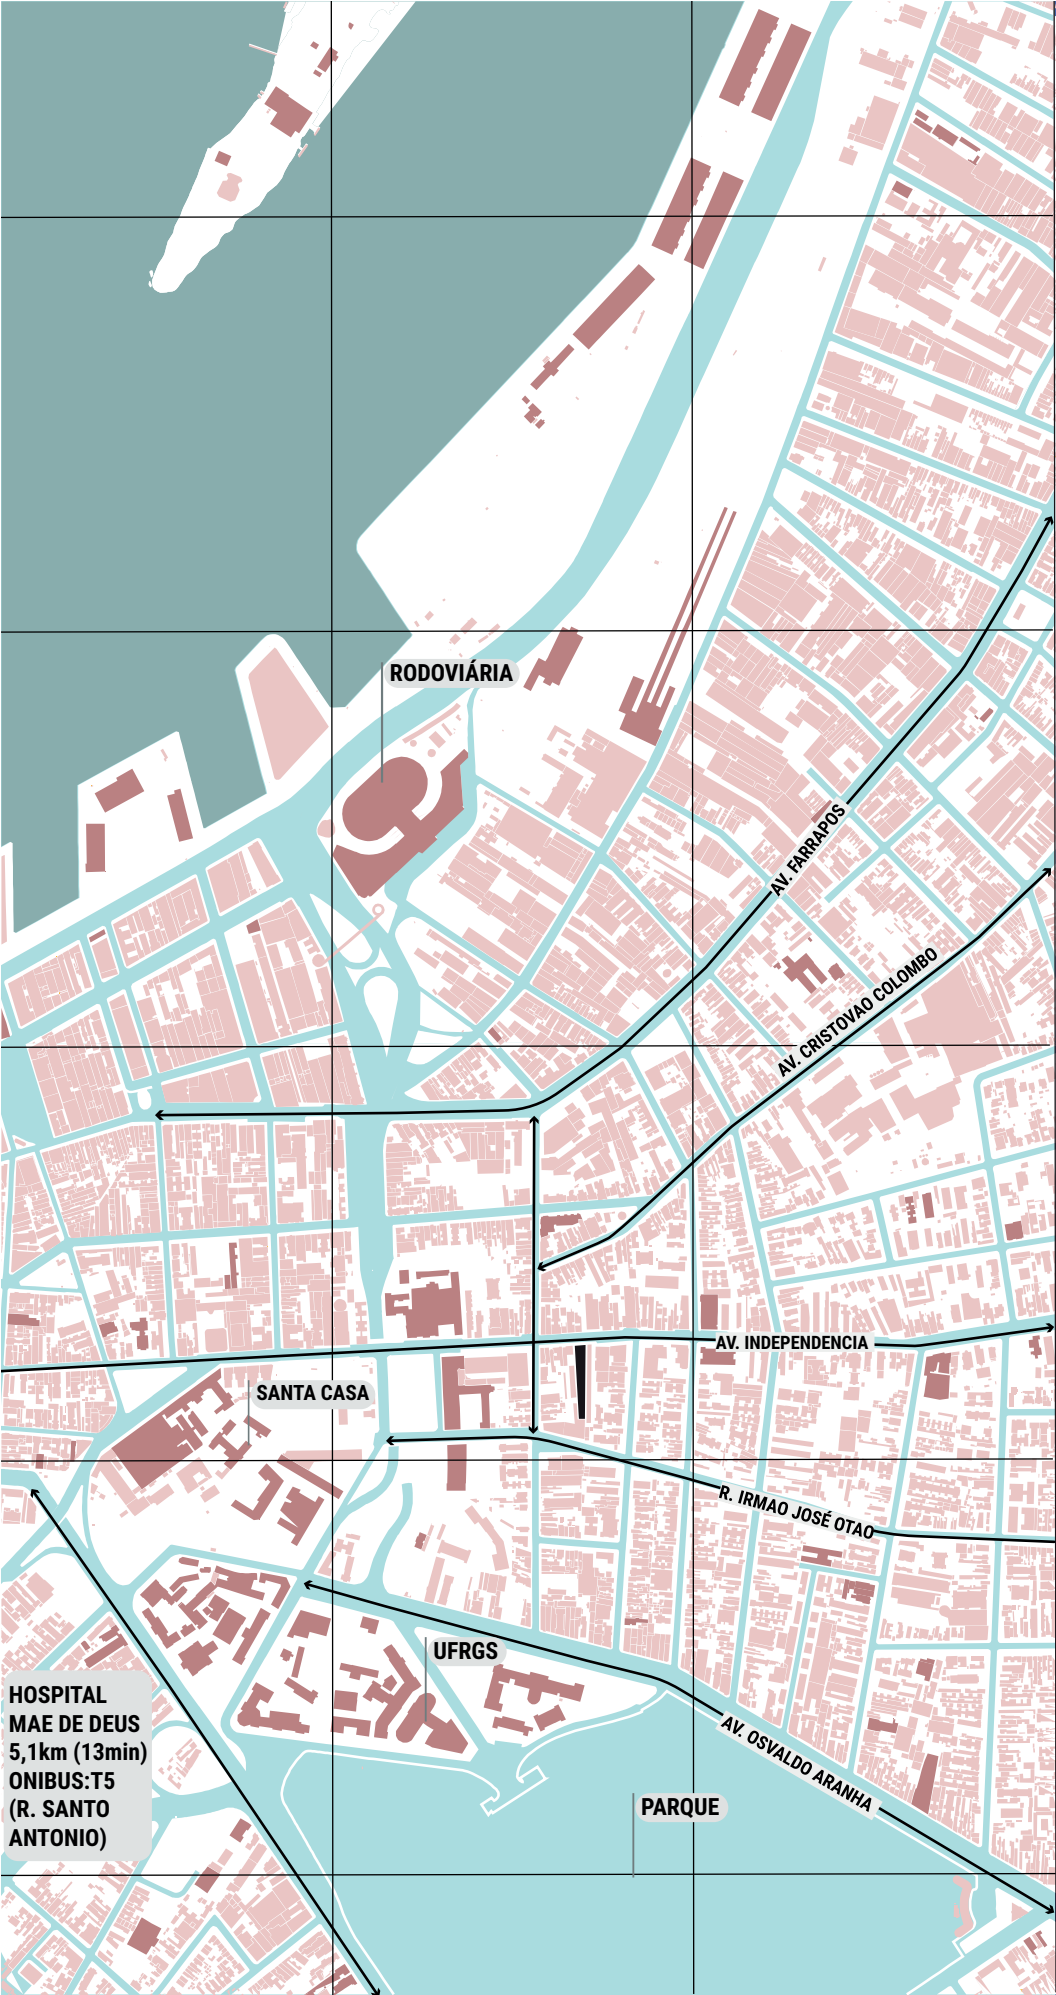 RODOVIÁRIA
AV. FARRAPOS
AV. CRISTOVAO COLOMBO
AV. INDEPENDENCIA
SANTA CASA
R. IRMAO JOSÉ OTAO
UFRGS
HOSPITAL
MAE DE DEUS
5,1km (13min)
ONIBUS:T5
(R. SANTO
ANTONIO)
AV. OSVALDO ARANHA
PARQUE